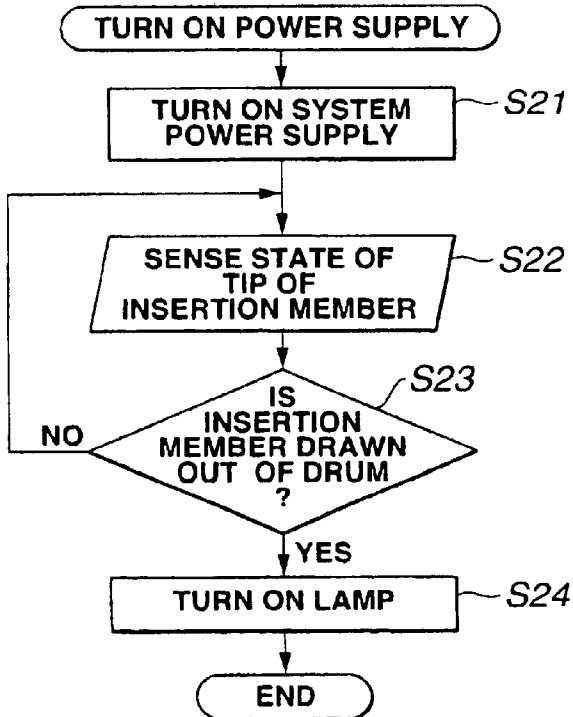 TURN ON POWER SUPPLY
TURN ON SYSTEM
POWER SUPPLY
S21
SENSE STATE OF
TIP OF
INSERTION MEMBER
S22
IS
INSERTION
MEMBER DRAWN
OUT OF DRUM
?
S23
NO
YES
TURN ON LAMP
S24
END